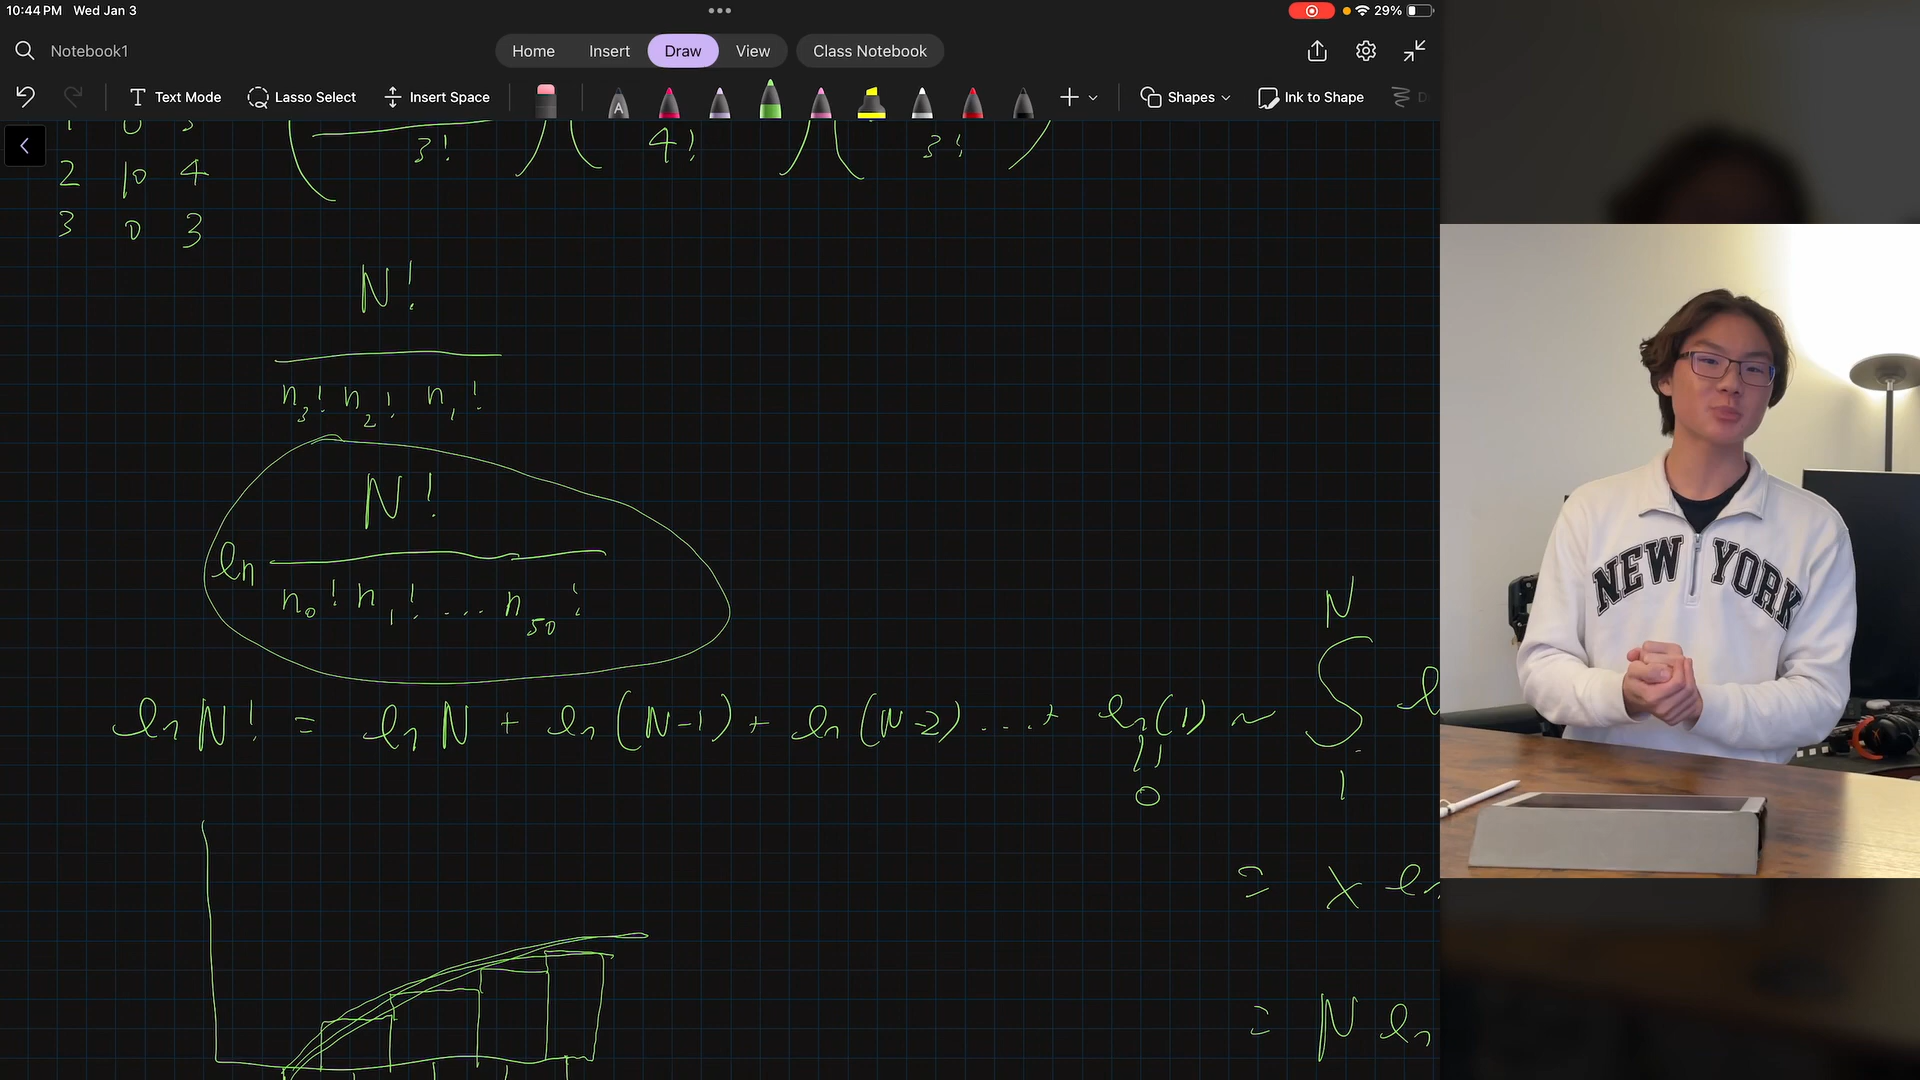 10:44 PM Wed Jan 3
29%
Notebook1
Home Insert Draw View Class Notebook
Text Mode Lasso Select Insert Space A Shapes Ink to Shape
3! 4! 3!
2 10 4
3 0 3
N!
n₃! n₂! n₁!
N!
ln
n₀! n₁! .... n₅₀!
N
ln N! = ln N + ln (N-1) + ln (N-2) ...+ ln(1) ~ ∫
"
0 1
= x ln
= N ln
NEW YORK